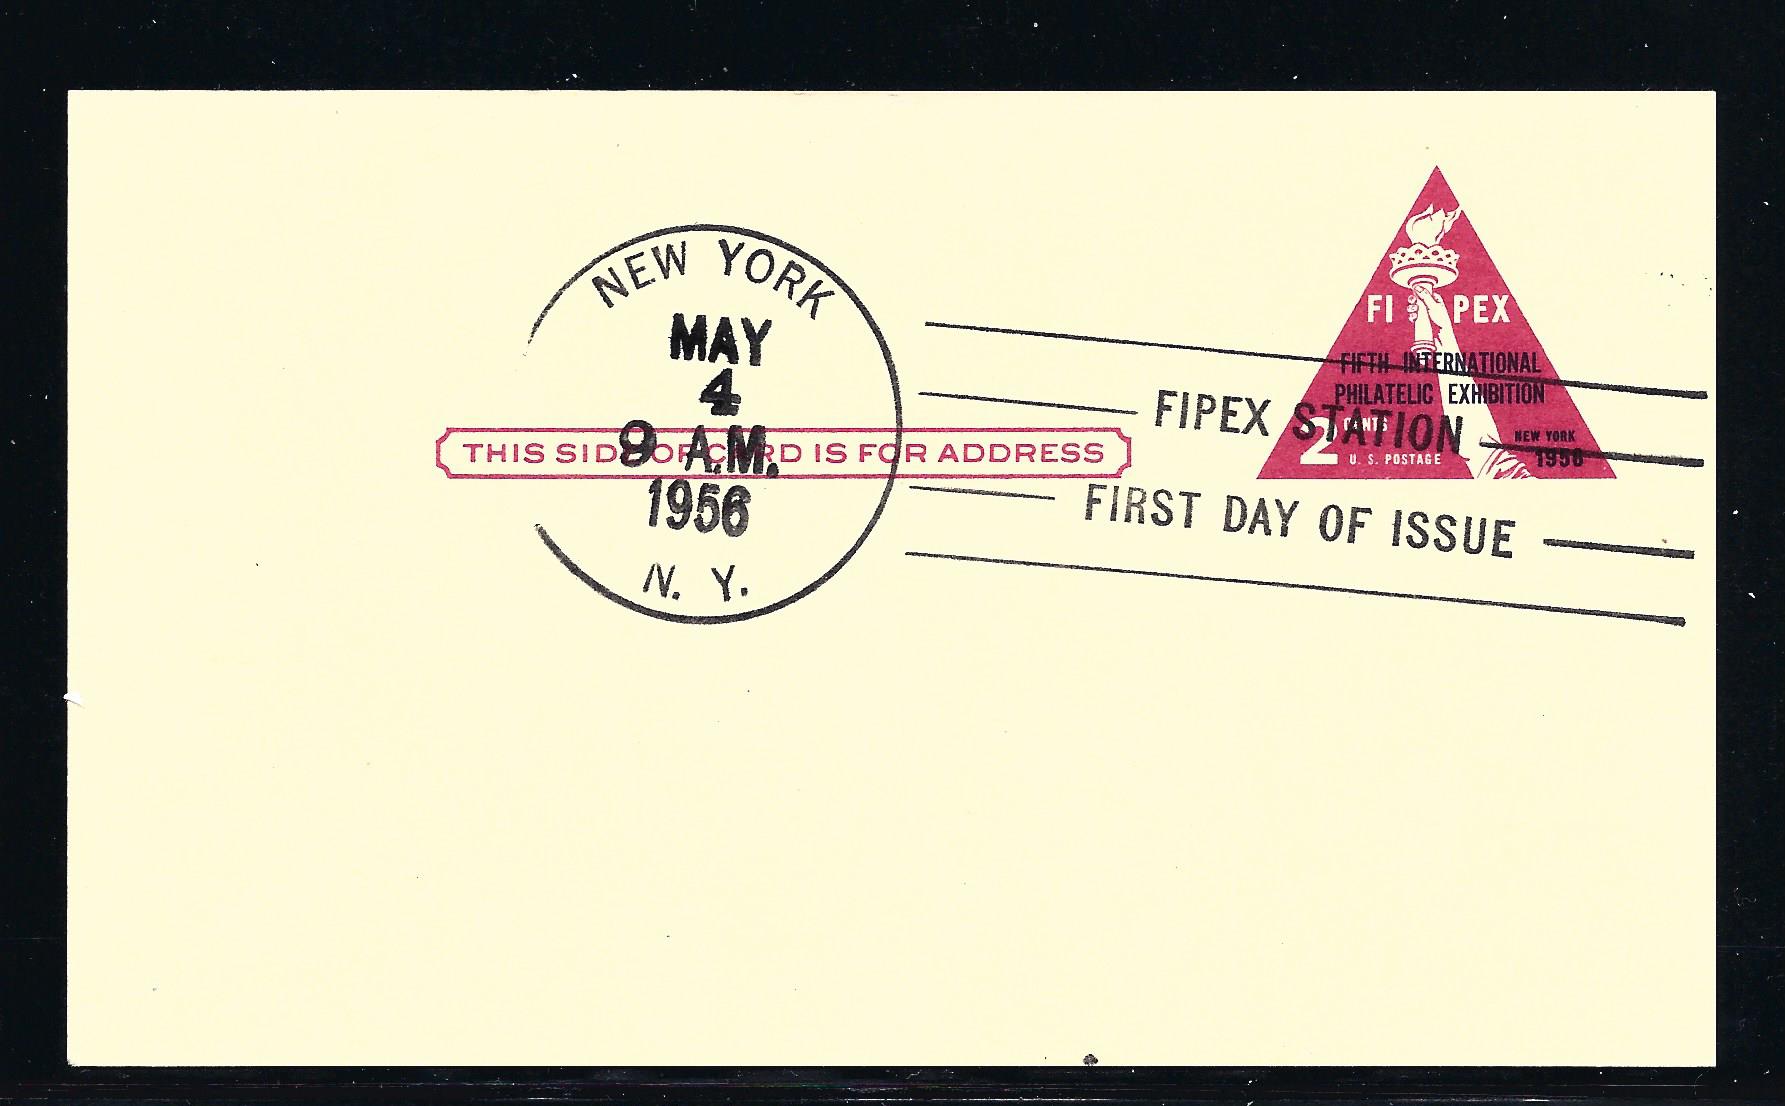 NEW YORK
MAY
4
9 A.M.
1956
N. Y.
THIS SIDE OF CARD IS FOR ADDRESS
FIPEX STATION
FIRST DAY OF ISSUE
FI PEX
FIFTH INTERNATIONAL
PHILATELIC EXHIBITION
2 CENTS
U. S. POSTAGE
NEW YORK
1956